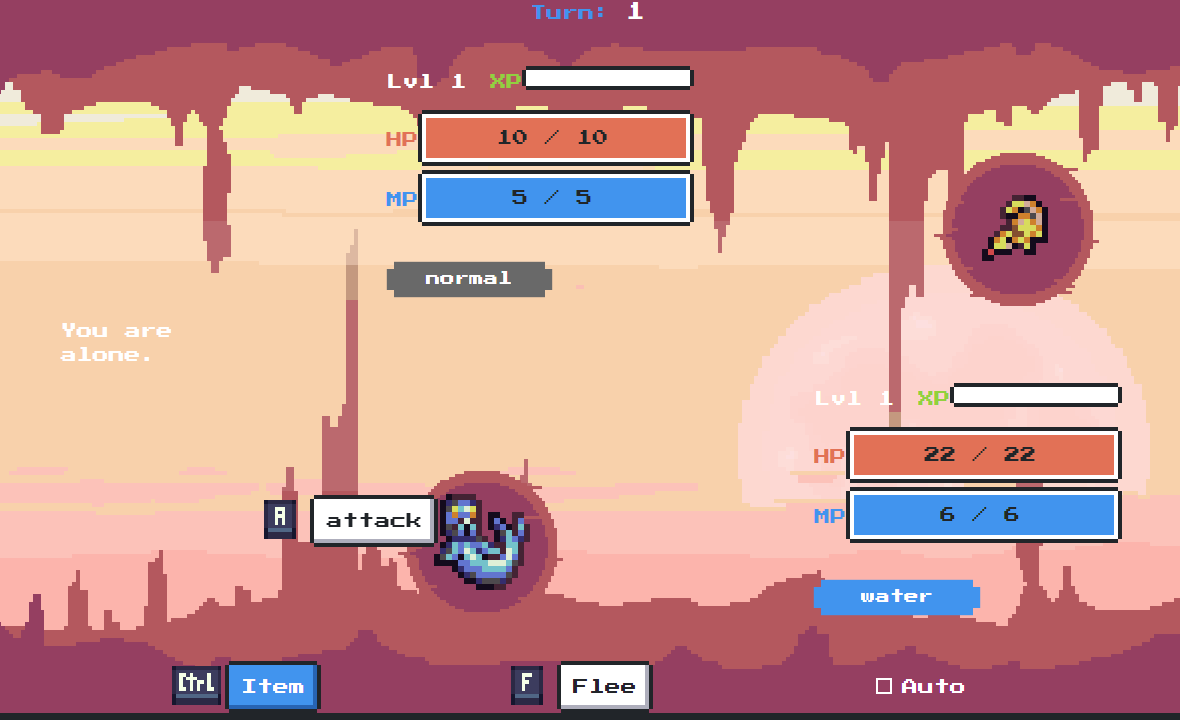 Turn: 1
Lvl 1 XP
HP 10 / 10
MP 5 / 5
normal
You are
alone.
Lvl 1 XP
HP 22 / 22
MP 6 / 6
A attack
water
Ctrl Item F Flee Auto